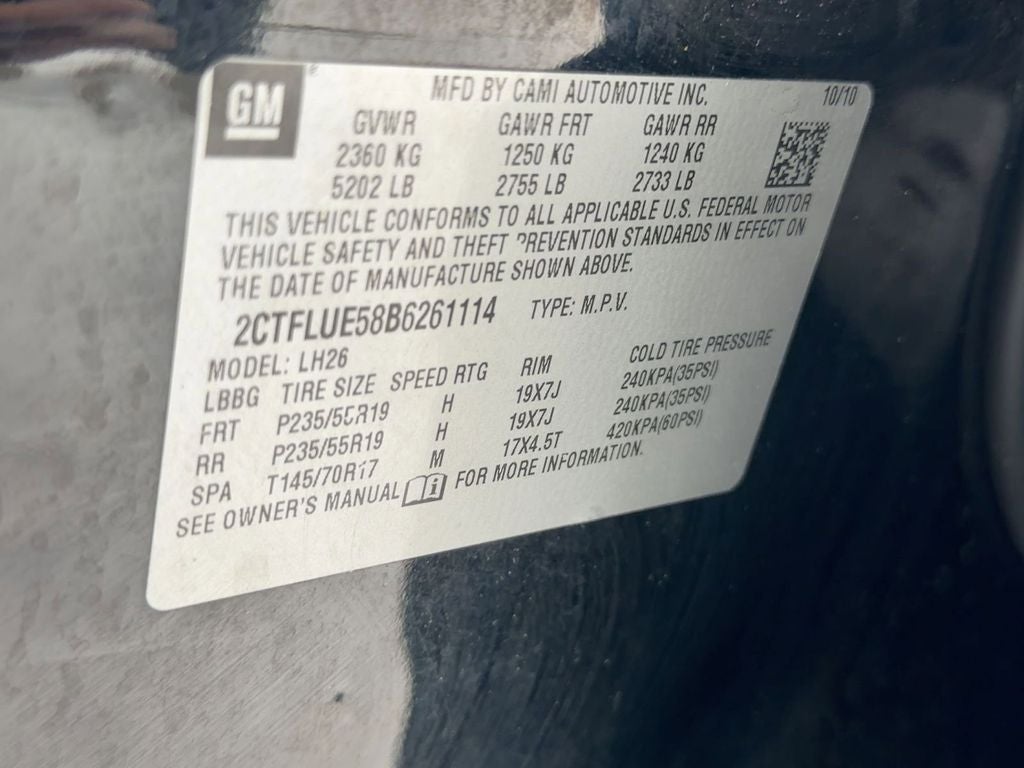 GM ® MFD BY CAMI AUTOMOTIVE INC. 10/10
GVWR GAWR FRT GAWR RR
2360 KG 1250 KG 1240 KG
5202 LB 2755 LB 2733 LB
THIS VEHICLE CONFORMS TO ALL APPLICABLE U.S. FEDERAL MOTOR
VEHICLE SAFETY AND THEFT PREVENTION STANDARDS IN EFFECT ON
THE DATE OF MANUFACTURE SHOWN ABOVE.
2CTFLUE58B6261114 TYPE: M.P.V.
MODEL: LH26
LBBG TIRE SIZE SPEED RTG RIM COLD TIRE PRESSURE
FRT P235/55R19 H 19X7J 240KPA(35PSI)
RR P235/55R19 H 19X7J 240KPA(35PSI)
SPA T145/70R17 M 17X4.5T 420KPA(60PSI)
SEE OWNER'S MANUAL i FOR MORE INFORMATION.